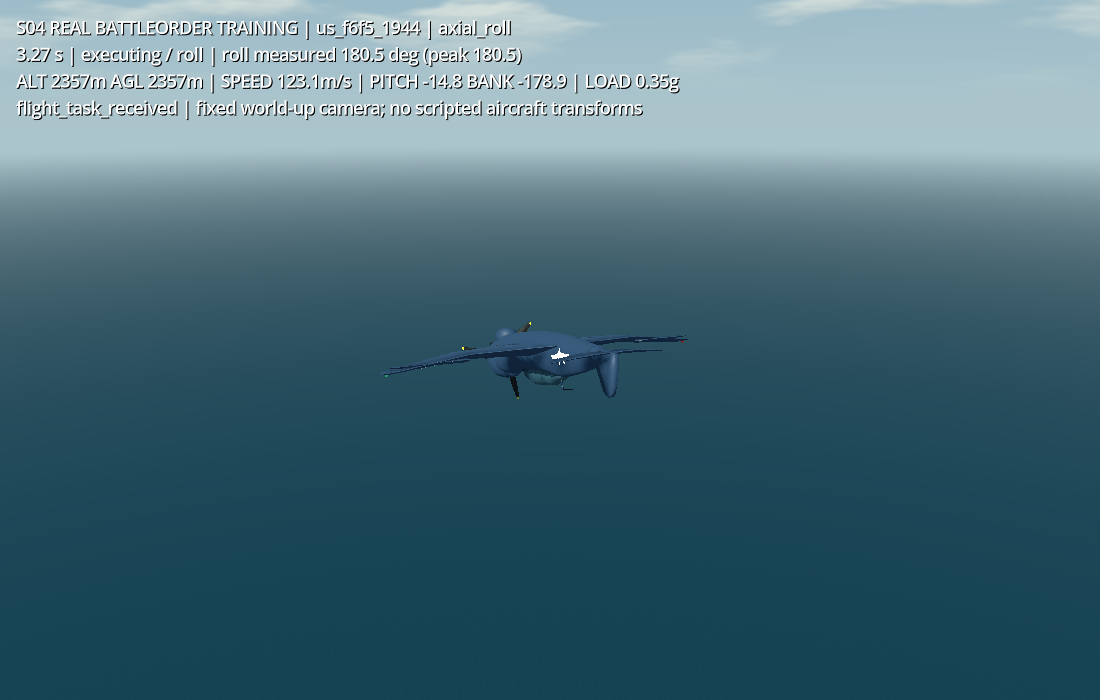 S04 REAL BATTLEORDER TRAINING | us_f6f5_1944 | axial_roll
3.27 s | executing / roll | roll measured 180.5 deg (peak 180.5)
ALT 2357m AGL 2357m | SPEED 123.1m/s | PITCH -14.8 BANK -178.9 | LOAD 0.35g
flight_task_received | fixed world-up camera; no scripted aircraft transforms